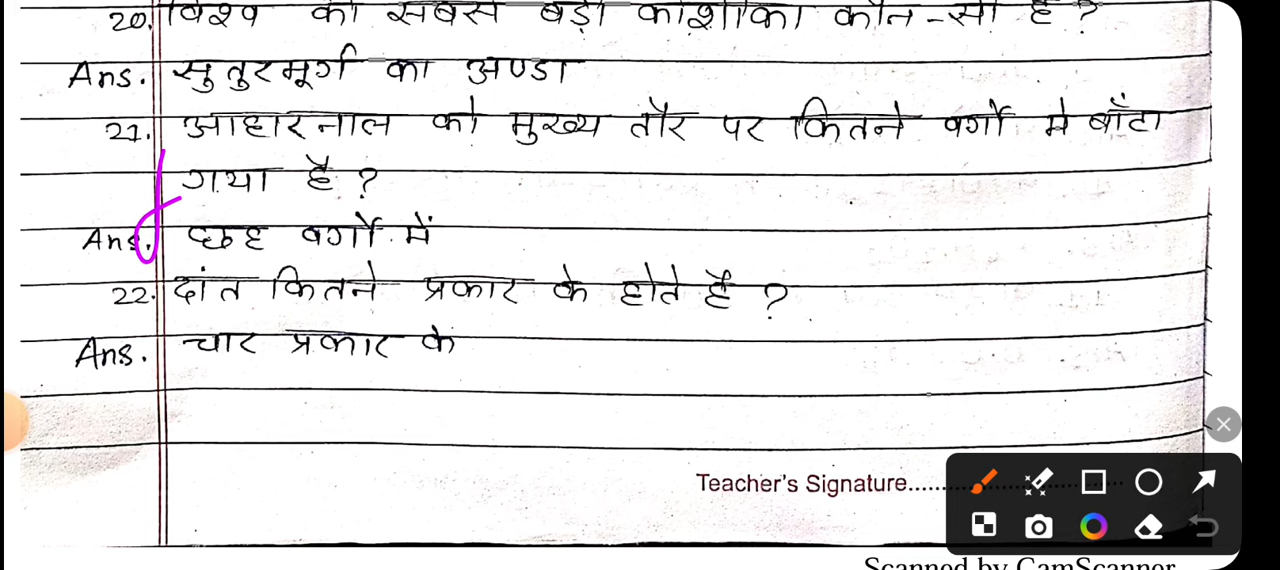 20. विश्व की सबसे बड़ी कोशिका कौन-सी है ?
Ans. सुतुरमूर्ग का अण्डा
21. आहारनाल को मुख्य तौर पर कितने वर्गों मे बाँटा
गया है ?
Ans. छह वर्गों में
22. दांत कितने प्रकार के होते हैं ?
Ans. चार प्रकार के
Teacher's Signature....................
Scanned by CamScanner